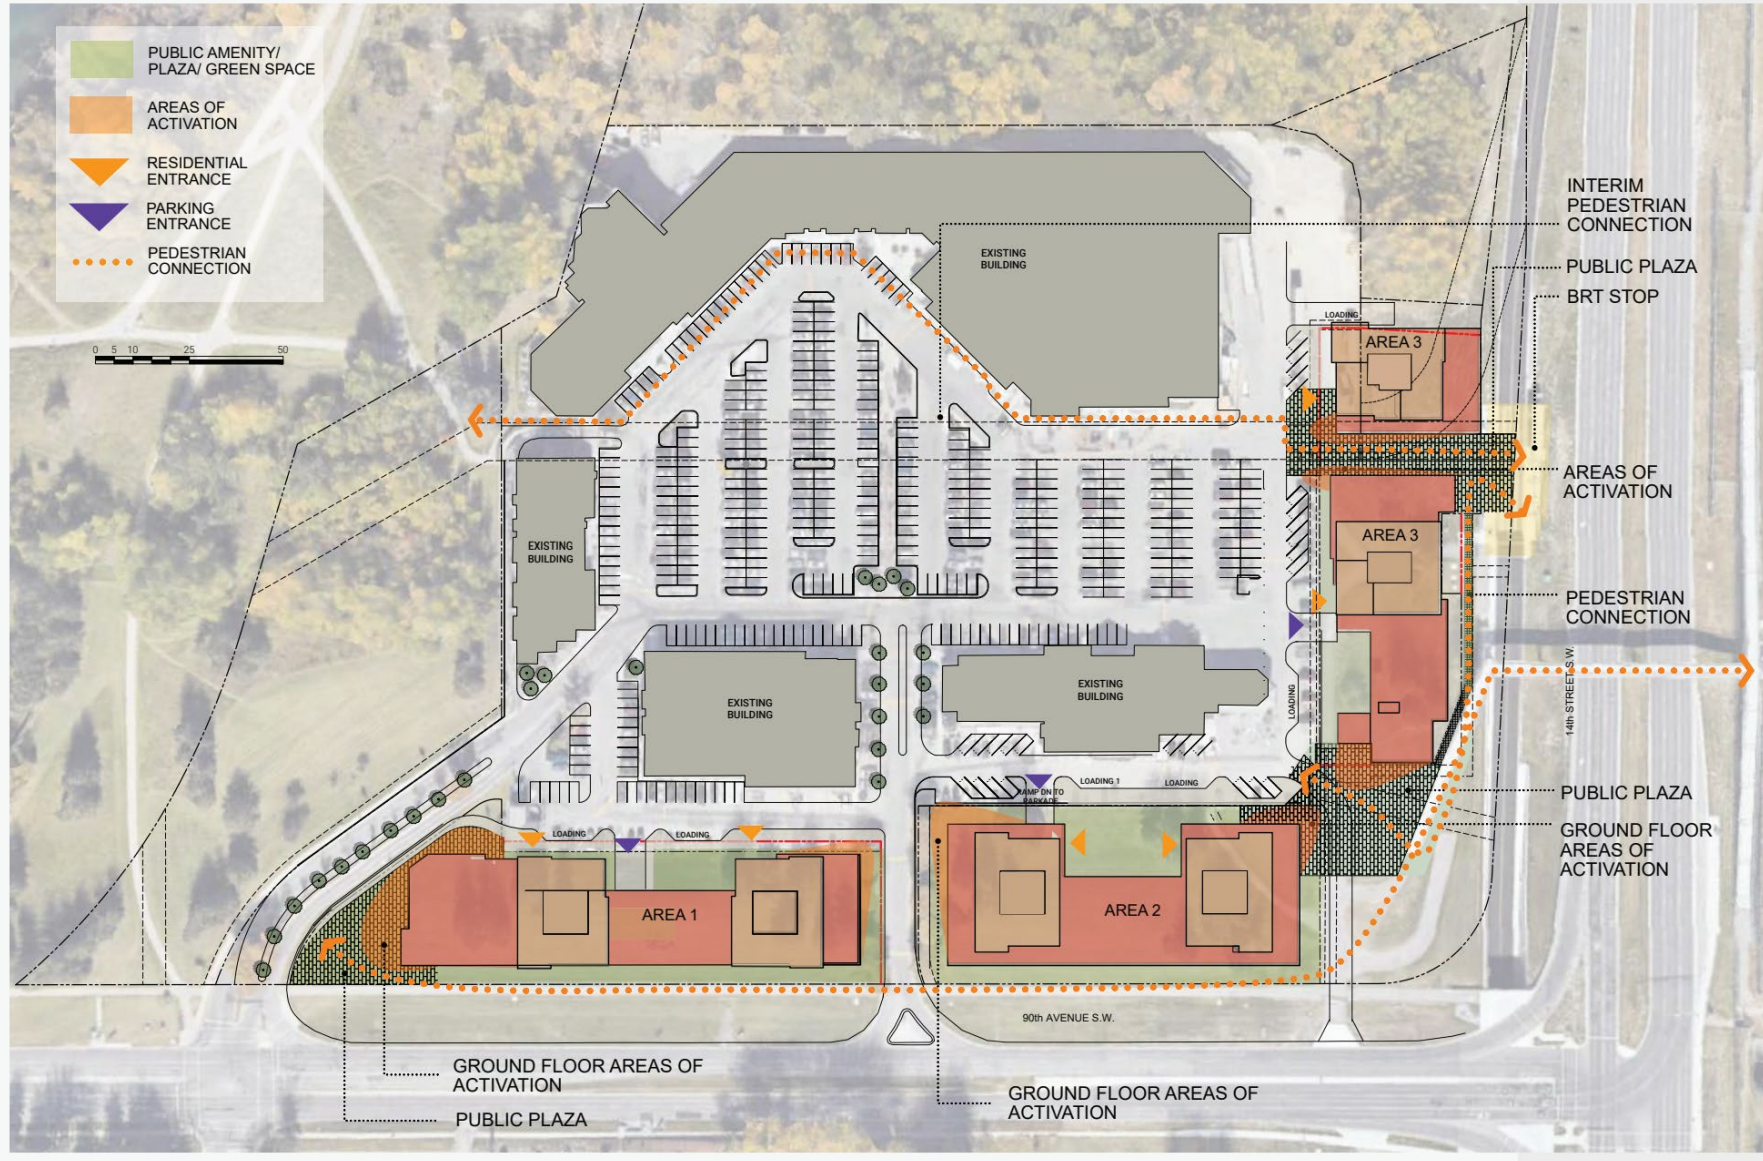 PUBLIC AMENITY/
PLAZA/ GREEN SPACE
AREAS OF
ACTIVATION
RESIDENTIAL
ENTRANCE
PARKING
ENTRANCE
PEDESTRIAN
CONNECTION
0 5 10 25 50
EXISTING
BUILDING
INTERIM
PEDESTRIAN
CONNECTION
PUBLIC PLAZA
BRT STOP
LOADING
AREA 3
AREAS OF
ACTIVATION
AREA 3
EXISTING
BUILDING
PEDESTRIAN
CONNECTION
14th STREET S.W.
LOADING
EXISTING
BUILDING
EXISTING
BUILDING
LOADING 1
LOADING
RAMP DN TO
PARKADE
PUBLIC PLAZA
GROUND FLOOR
AREAS OF
ACTIVATION
LOADING
LOADING
AREA 1
AREA 2
90th AVENUE S.W.
GROUND FLOOR AREAS OF
ACTIVATION
PUBLIC PLAZA
GROUND FLOOR AREAS OF
ACTIVATION